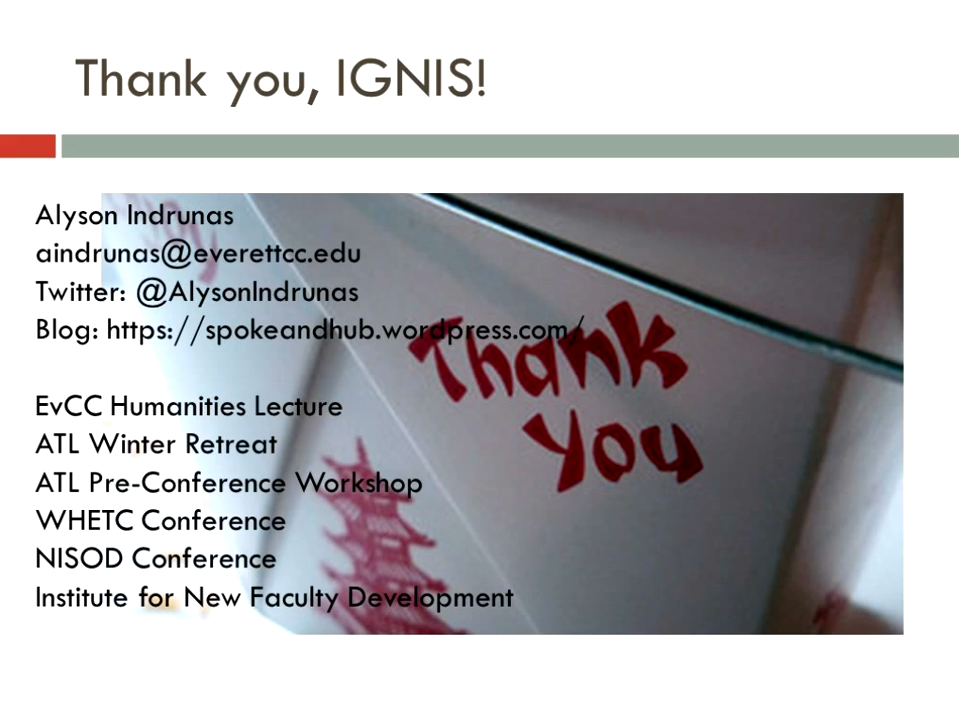 Thank you, IGNIS!
Alyson Indrunas
aindrunas@everettcc.edu
Twitter: @AlysonIndrunas
Blog: https://spokeandhub.wordpress.com/
EvCC Humanities Lecture
ATL Winter Retreat
ATL Pre-Conference Workshop
WHETC Conference
NISOD Conference
Institute for New Faculty Development
Thank
You